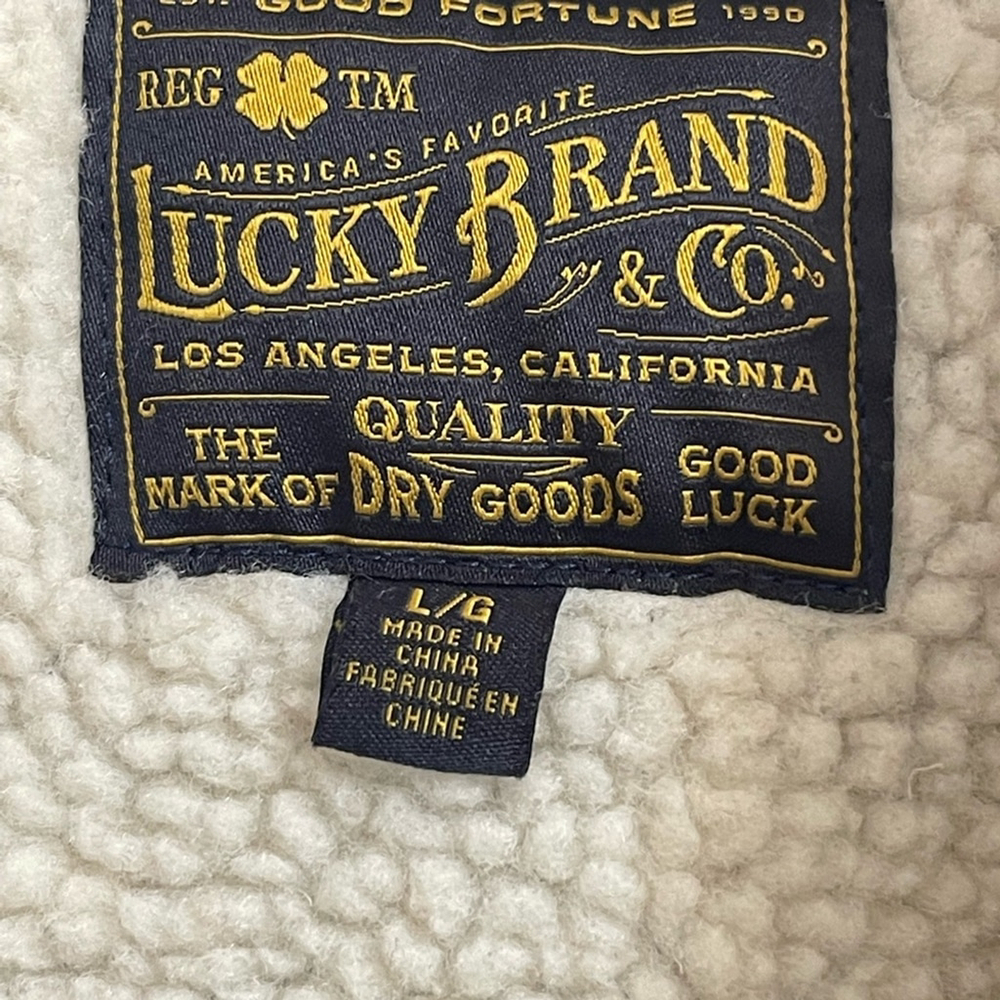 GOOD FORTUNE 1990
REG TM
AMERICA'S FAVORITE
LUCKY BRAND
& Co.
LOS ANGELES, CALIFORNIA
QUALITY
THE
MARK OF
DRY GOODS
GOOD
LUCK
L/G
MADE IN
CHINA
FABRIQUÉ EN
CHINE